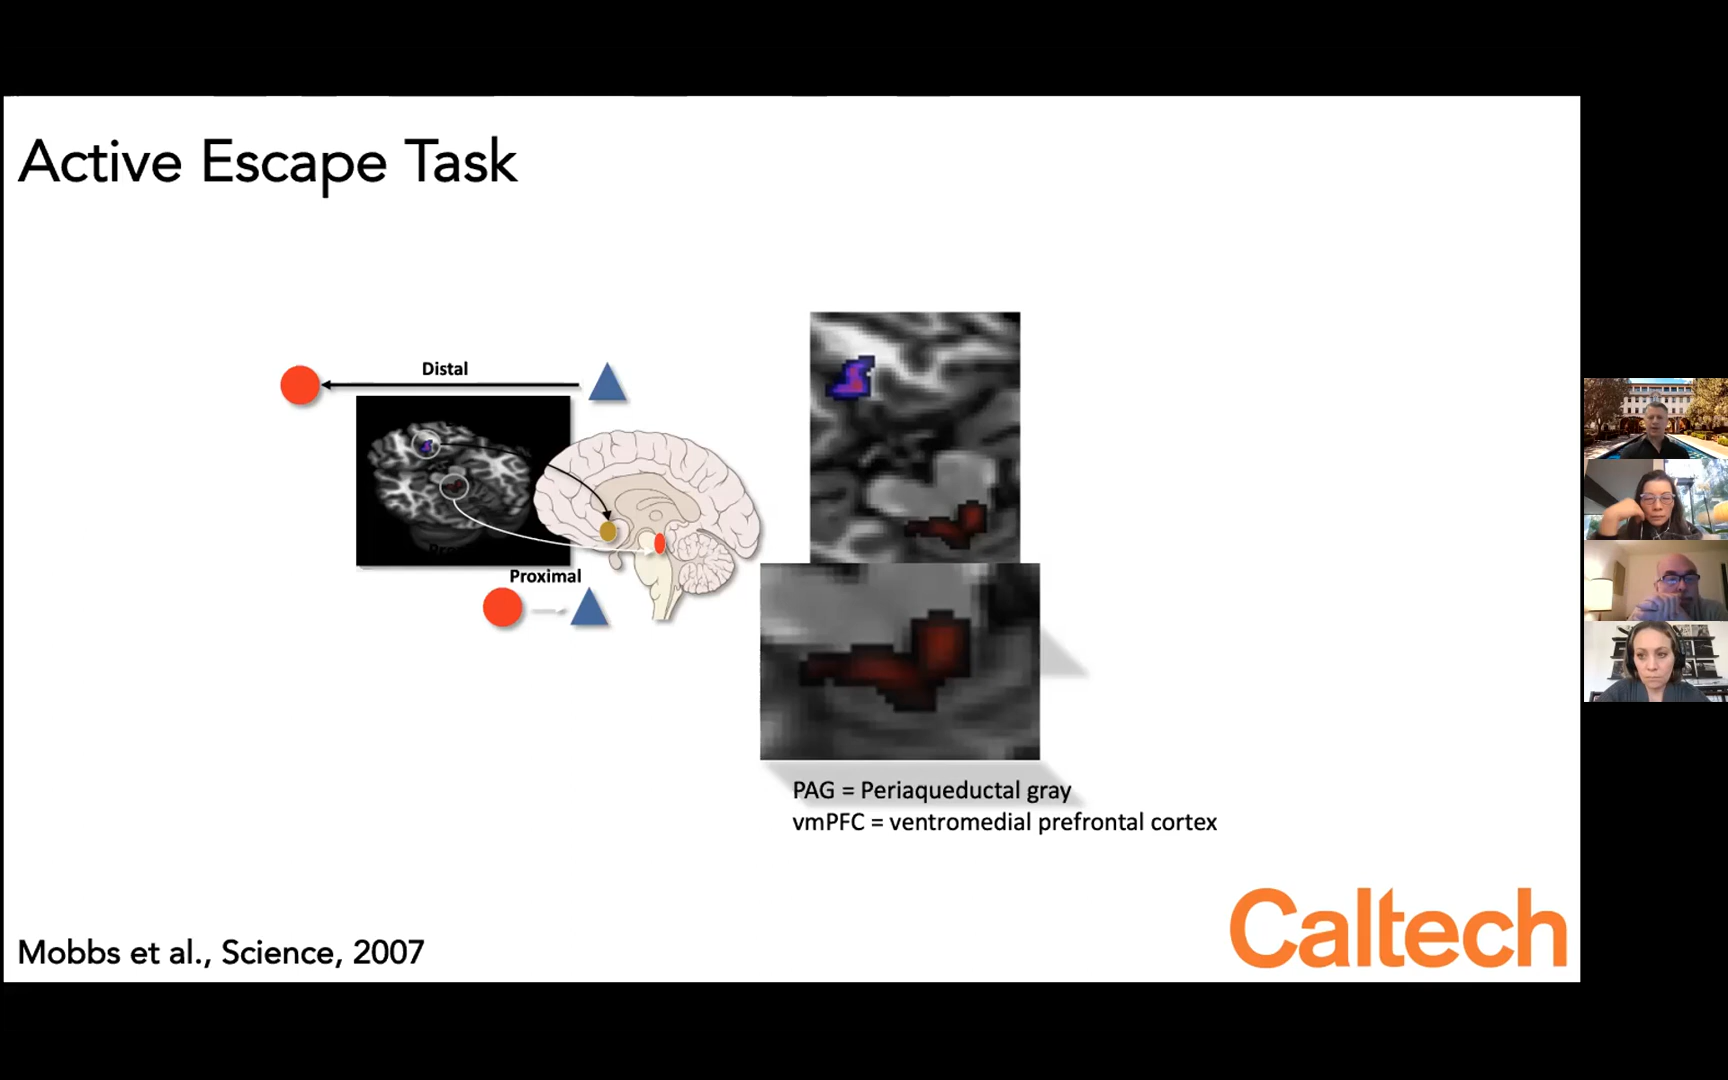 Active Escape Task
Distal
Proximal
PAG = Periaqueductal gray
vmPFC = ventromedial prefrontal cortex
Mobbs et al., Science, 2007
Caltech